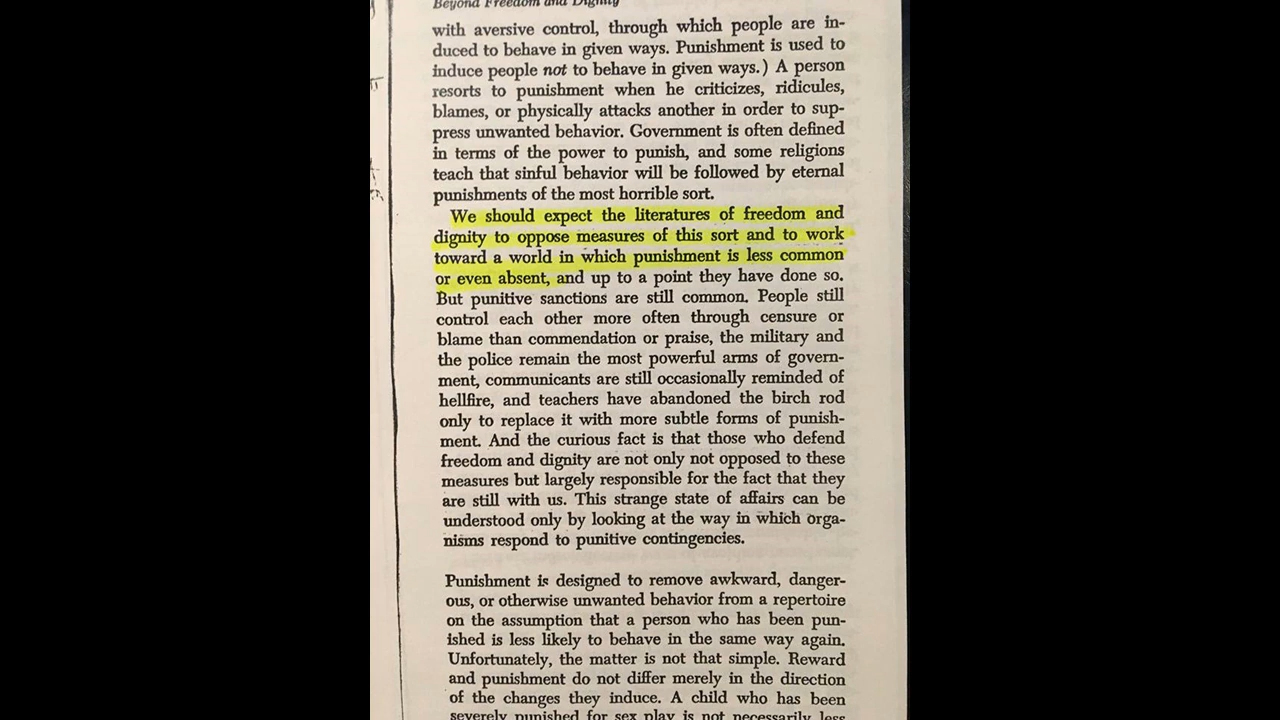 Beyond Freedom and Dignity
with aversive control, through which people are in-
duced to behave in given ways. Punishment is used to
induce people not to behave in given ways.) A person
resorts to punishment when he criticizes, ridicules,
blames, or physically attacks another in order to sup-
press unwanted behavior. Government is often defined
in terms of the power to punish, and some religions
teach that sinful behavior will be followed by eternal
punishments of the most horrible sort.
We should expect the literatures of freedom and
dignity to oppose measures of this sort and to work
toward a world in which punishment is less common
or even absent, and up to a point they have done so.
But punitive sanctions are still common. People still
control each other more often through censure or
blame than commendation or praise, the military and
the police remain the most powerful arms of govern-
ment, communicants are still occasionally reminded of
hellfire, and teachers have abandoned the birch rod
only to replace it with more subtle forms of punish-
ment. And the curious fact is that those who defend
freedom and dignity are not only not opposed to these
measures but largely responsible for the fact that they
are still with us. This strange state of affairs can be
understood only by looking at the way in which orga-
nisms respond to punitive contingencies.
Punishment is designed to remove awkward, danger-
ous, or otherwise unwanted behavior from a repertoire
on the assumption that a person who has been pun-
ished is less likely to behave in the same way again.
Unfortunately, the matter is not that simple. Reward
and punishment do not differ merely in the direction
of the changes they induce. A child who has been
severely punished for sex play is not necessarily less